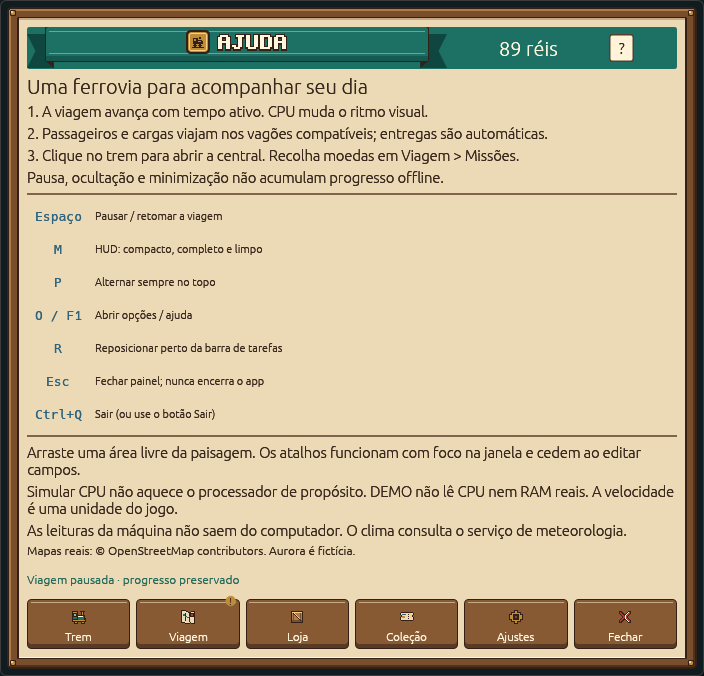 AJUDA
89 réis
?
Uma ferrovia para acompanhar seu dia
1. A viagem avança com tempo ativo. CPU muda o ritmo visual.
2. Passageiros e cargas viajam nos vagões compatíveis; entregas são automáticas.
3. Clique no trem para abrir a central. Recolha moedas em Viagem > Missões.
Pausa, ocultação e minimização não acumulam progresso offline.
Espaço Pausar / retomar a viagem
M HUD: compacto, completo e limpo
P Alternar sempre no topo
O / F1 Abrir opções / ajuda
R Reposicionar perto da barra de tarefas
Esc Fechar painel; nunca encerra o app
Ctrl+Q Sair (ou use o botão Sair)
Arraste uma área livre da paisagem. Os atalhos funcionam com foco na janela e cedem ao editar
campos.
Simular CPU não aquece o processador de propósito. DEMO não lê CPU nem RAM reais. A velocidade
é uma unidade do jogo.
As leituras da máquina não saem do computador. O clima consulta o serviço de meteorologia.
Mapas reais: © OpenStreetMap contributors. Aurora é fictícia.
Viagem pausada · progresso preservado
!
Trem Viagem Loja Coleção Ajustes Fechar